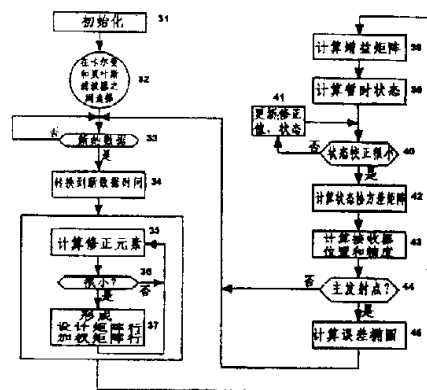 初始化
31
在卡尔曼
和贝叶斯
滤波器之
间选择
32
新的数据
33
否
是
转换到新数据时间
34
35
计算修正元素
36
很小?
否
是
形成
设计矩阵行
加权矩阵行
37
计算增益矩阵
38
计算暂时状态
39
41
更新修正
值、状态
否
状态校正很小
40
是
计算状态协方差矩阵
42
计算接收器
位置和精度
43
否
主发射点?
44
是
计算误差椭圆
45